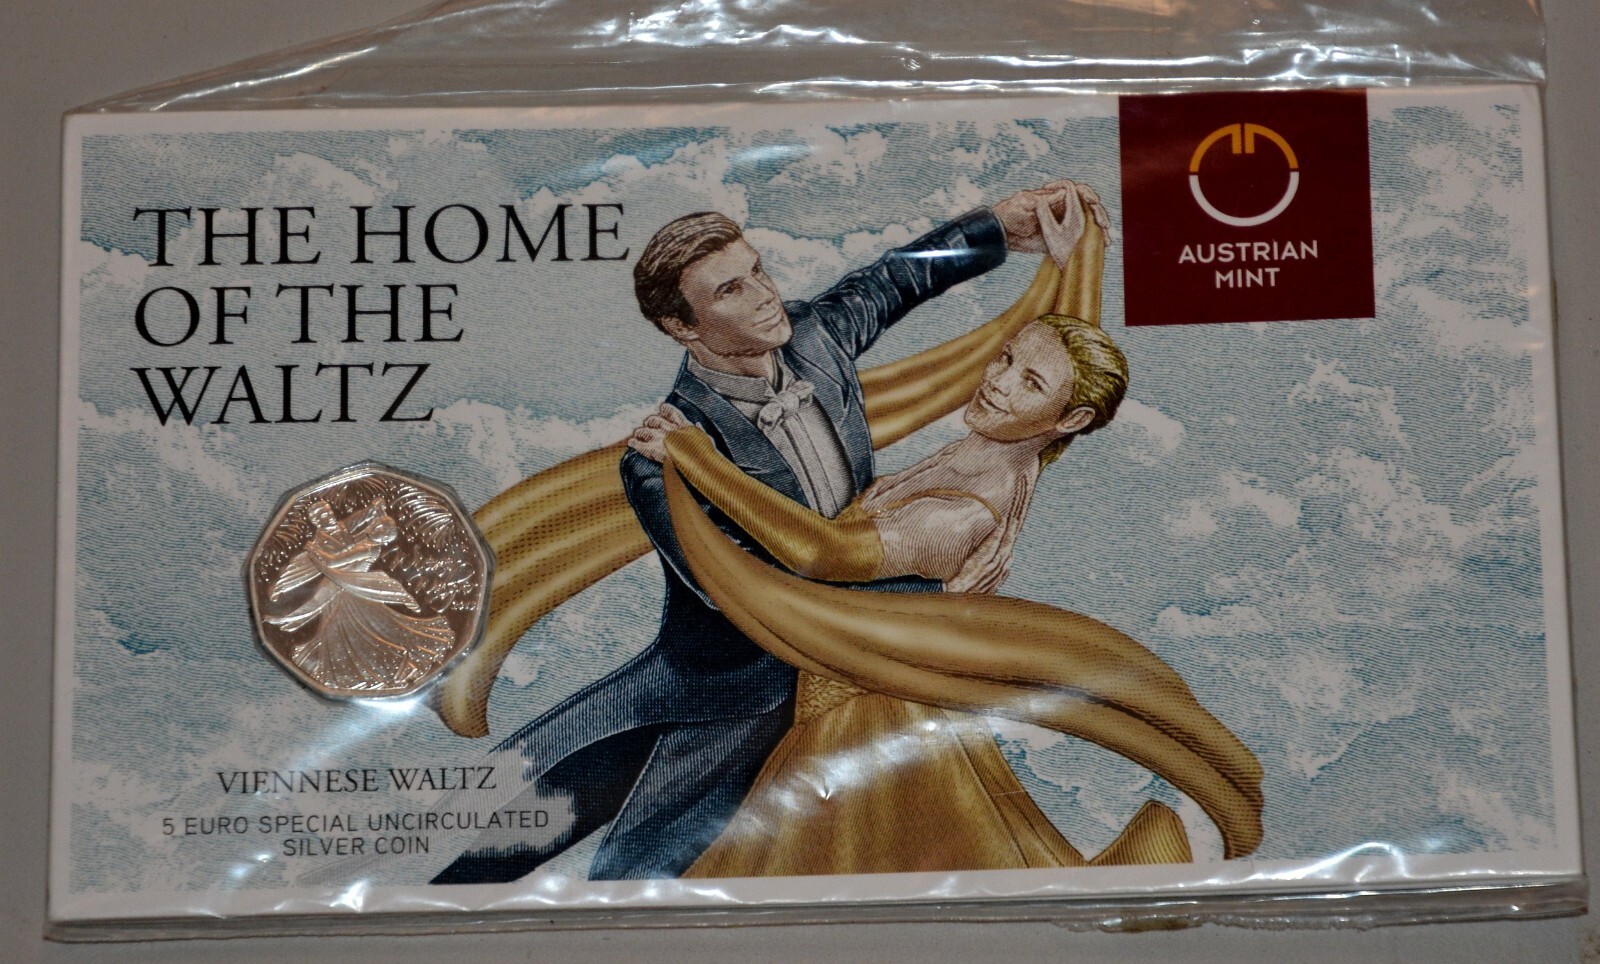 THE HOME
OF THE
WALTZ
AUSTRIAN
MINT
VIENNESE WALTZ
5 EURO SPECIAL UNCIRCULATED
SILVER COIN